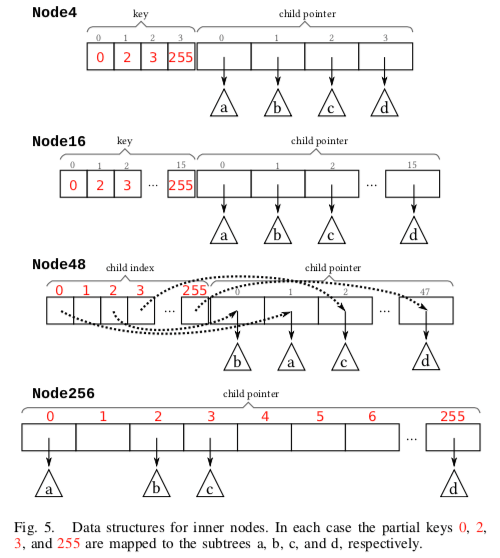 Node4
key child pointer
0 1 2 3 0 1 2 3
0 2 3 255
a b c d
Node16
key child pointer
0 1 2 15 0 1 2 15
0 2 3 ... 255 ...
a b c d
Node48
child index child pointer
0 1 2 3 255 0 1 2 47
... ...
b a c d
Node256
child pointer
0 1 2 3 4 5 6 255
...
a b c d
Fig. 5. Data structures for inner nodes. In each case the partial keys 0, 2,
3, and 255 are mapped to the subtrees a, b, c, and d, respectively.